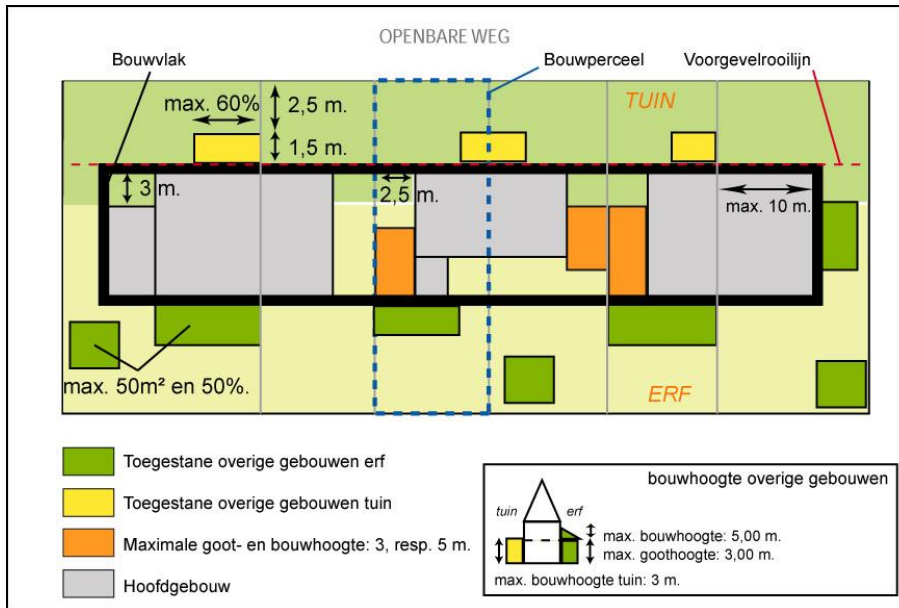 OPENBARE WEG
Bouwvlak
Bouwperceel
Voorgevelrooilijn
max. 60%
2,5 m.
TUIN
1,5 m.
3 m.
2,5 m.
max. 10 m.
max. 50m² en 50%.
ERF
Toegestane overige gebouwen erf
Toegestane overige gebouwen tuin
Maximale goot- en bouwhoogte: 3, resp. 5 m.
Hoofdgebouw
bouwhoogte overige gebouwen
tuin
erf
max. bouwhoogte: 5,00 m.
max. goothoogte: 3,00 m.
max. bouwhoogte tuin: 3 m.